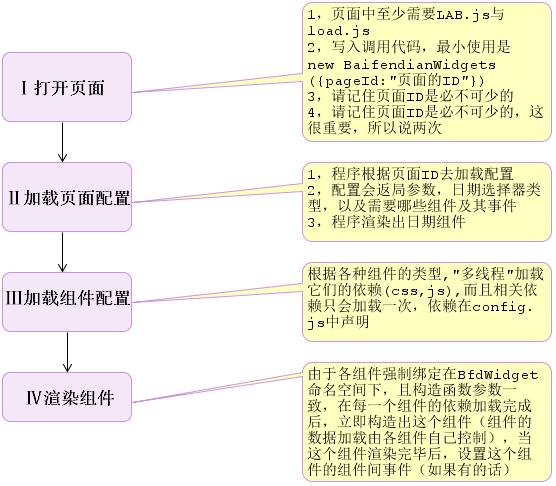 Ⅰ打开页面
1，页面中至少需要LAB.js与
load.js
2，写入调用代码，最小使用是
new BaifendianWidgets
({pageId:"页面的ID"})
3，请记住页面ID是必不可少的
4，请记住页面ID是必不可少的，这
很重要，所以说两次
Ⅱ加载页面配置
1，程序根据页面ID去加载配置
2，配置会返局参数，日期选择器类
型，以及需要哪些组件及其事件
3，程序渲染出日期组件
Ⅲ加载组件配置
根据各种组件的类型,"多线程"加载
它们的依赖(css,js),而且相关依
赖只会加载一次，依赖在config.
js中声明
Ⅳ渲染组件
由于各组件强制绑定在BfdWidget
命名空间下，且构造函数参数一
致，在每一个组件的依赖加载完成
后，立即构造出这个组件（组件的
数据加载由各组件自己控制），当
这个组件渲染完毕后，设置这个组
件的组件间事件（如果有的话）